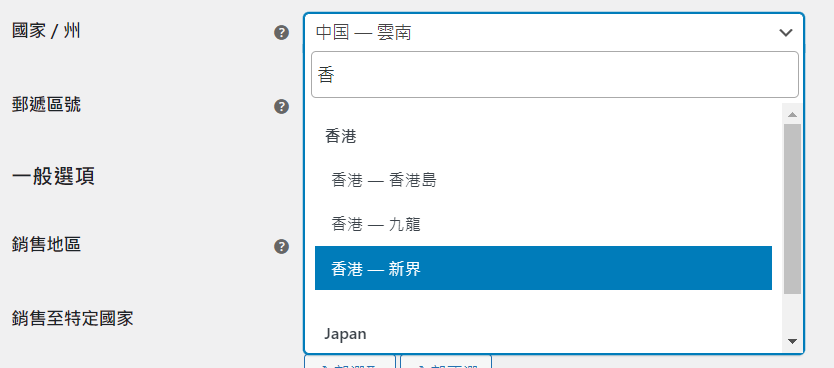 國家 / 州
中国 — 雲南
香
郵遞區號
香港
一般選項
香港 — 香港島
香港 — 九龍
銷售地區
香港 — 新界
銷售至特定國家
Japan